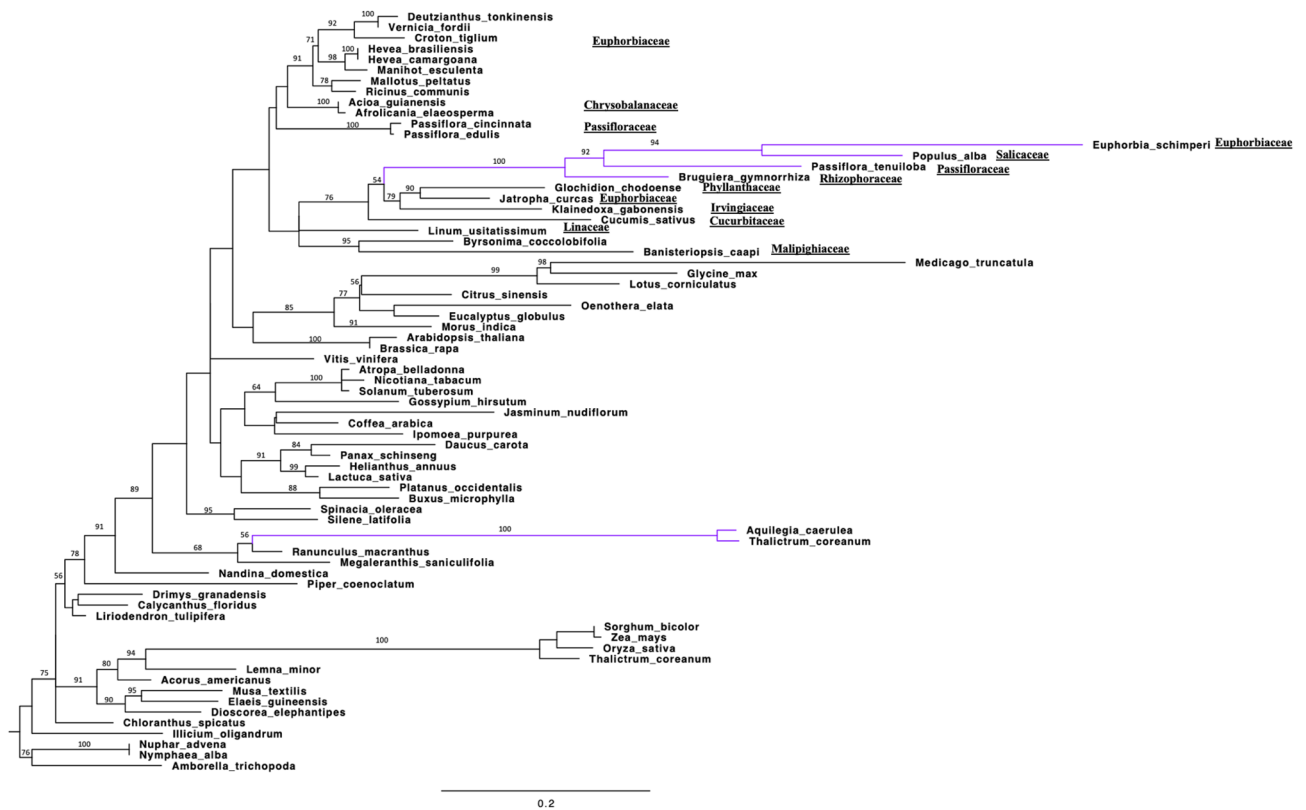 Deutzianthus_tonkinensis
92
Vernicia_fordii
71
Croton_tiglium
Euphorbiaceae
100
Hevea_brasiliensis
91
98
Hevea_camargoana
Manihot_esculenta
78
Mallotus_peltatus
Ricinus_communis
100
Acioa_guianensis
Chrysobalanaceae
Afrolicania_elaeosperma
100
Passiflora_cincinnata
Passifloraceae
Passiflora_edulis
94
Euphorbia_schimperi
Euphorbiaceae
92
Populus_alba
Salicaceae
100
Passiflora_tenuiloba
Passifloraceae
Bruguiera_gymnorrhiza
Rhizophoraceae
54
90
Glochidion_chodoense
Phyllanthaceae
76
79
Jatropha_curcas
Euphorbiaceae
Klainedoxa_gabonensis
Irvingiaceae
Cucumis_sativus
Cucurbitaceae
Linum_usitatissimum
Linaceae
95
Byrsonima_coccolobifolia
Banisteriopsis_caapi
Malipighiaceae
99
98
Medicago_truncatula
Glycine_max
56
Lotus_corniculatus
77
Citrus_sinensis
85
Oenothera_elata
Eucalyptus_globulus
91
Morus_indica
100
Arabidopsis_thaliana
Brassica_rapa
Vitis_vinifera
Atropa_belladonna
100
Nicotiana_tabacum
64
Solanum_tuberosum
Gossypium_hirsutum
Jasminum_nudiflorum
Coffea_arabica
Ipomoea_purpurea
84
Daucus_carota
91
Panax_schinseng
99
Helianthus_annuus
Lactuca_sativa
88
Platanus_occidentalis
89
Buxus_microphylla
95
Spinacia_oleracea
Silene_latifolia
91
56
100
Aquilegia_caerulea
Thalictrum_coreanum
78
68
Ranunculus_macranthus
Megaleranthis_saniculifolia
56
Nandina_domestica
Piper_coenoclatum
Drimys_granadensis
Calycanthus_floridus
Liriodendron_tulipifera
Sorghum_bicolor
100
Zea_mays
Oryza_sativa
94
Thalictrum_coreanum
75
80
Lemna_minor
91
Acorus_americanus
95
Musa_textilis
90
Elaeis_guineensis
Dioscorea_elephantipes
Chloranthus_spicatus
Illicium_oligandrum
100
Nuphar_advena
76
Nymphaea_alba
Amborella_trichopoda
0.2